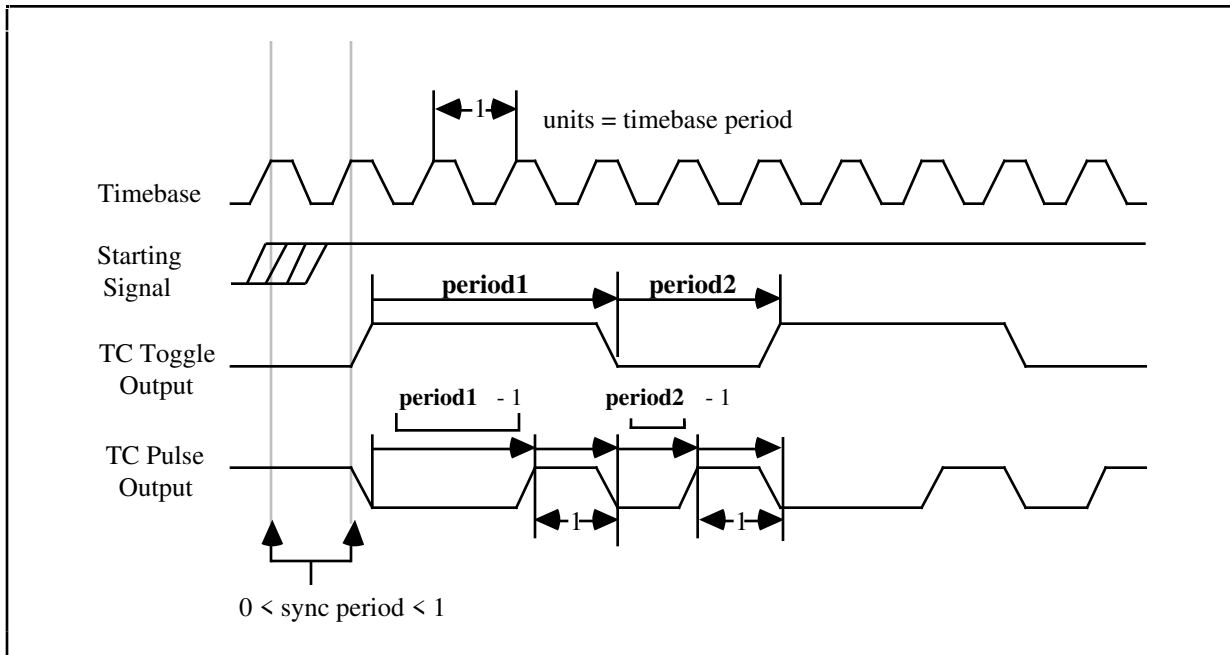 1
units = timebase period
Timebase
Starting
Signal
period1
period2
TC Toggle
Output
period1 - 1
period2 - 1
TC Pulse
Output
1
1
0 < sync period < 1